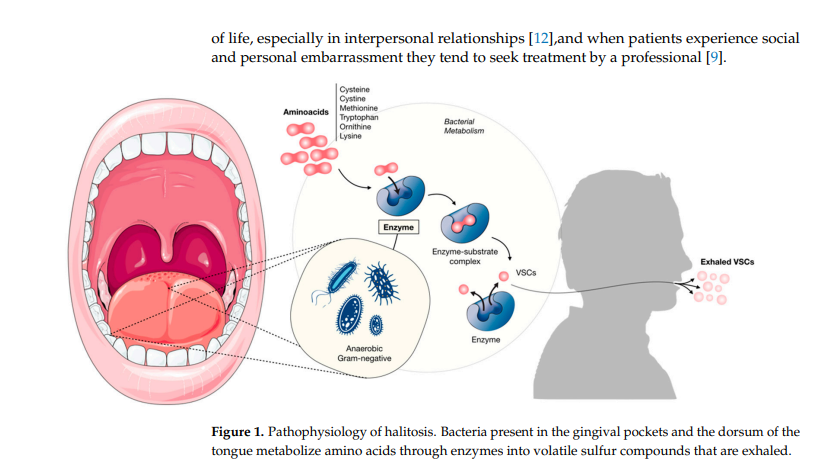 of life, especially in interpersonal relationships [12],and when patients experience social
and personal embarrassment they tend to seek treatment by a professional [9].
Aminoacids
Cysteine
Cystine
Methionine
Tryptophan
Ornithine
Lysine
Bacterial
Metabolism
Enzyme
Enzyme-substrate
complex
VSCs
Exhaled VSCs
Enzyme
Anaerobic
Gram-negative
Figure 1. Pathophysiology of halitosis. Bacteria present in the gingival pockets and the dorsum of the
tongue metabolize amino acids through enzymes into volatile sulfur compounds that are exhaled.